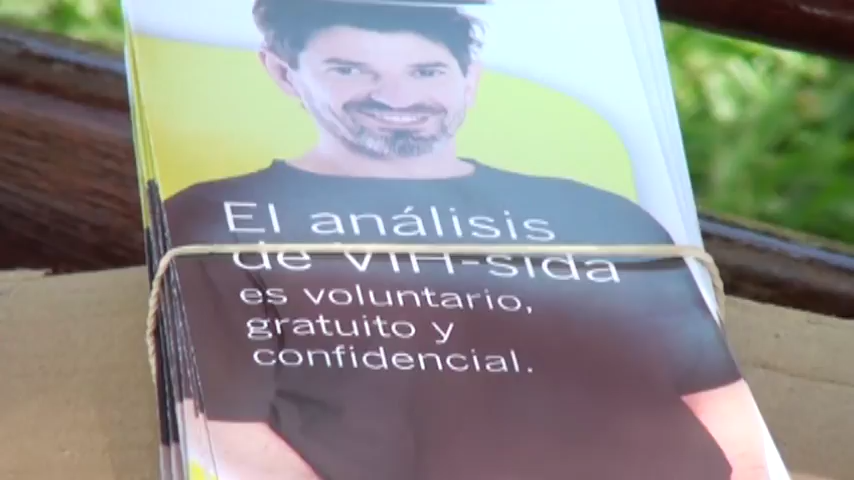 El análisis
de VIH-sida
es voluntario,
gratuito y
confidencial.